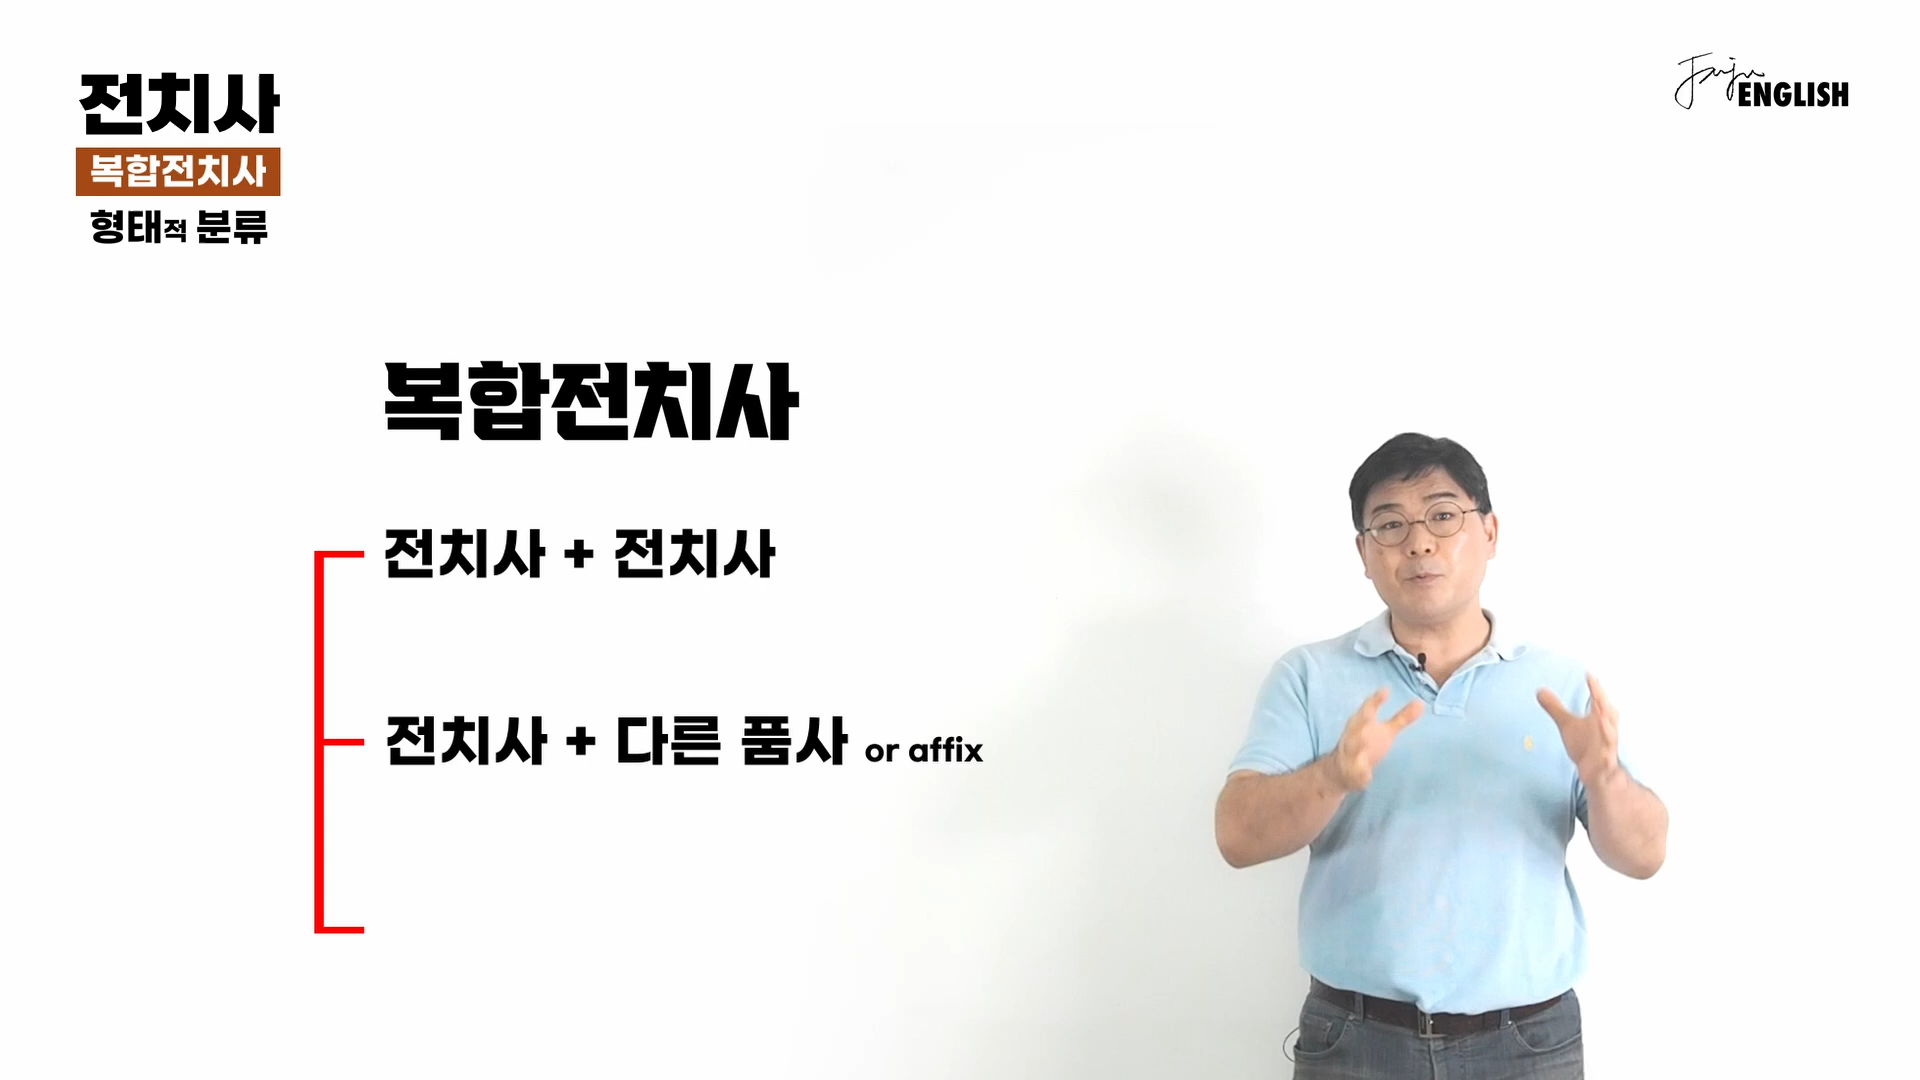 전치사
복합전치사
형태적 분류
ENGLISH
복합전치사
전치사 + 전치사
전치사 + 다른 품사 or affix